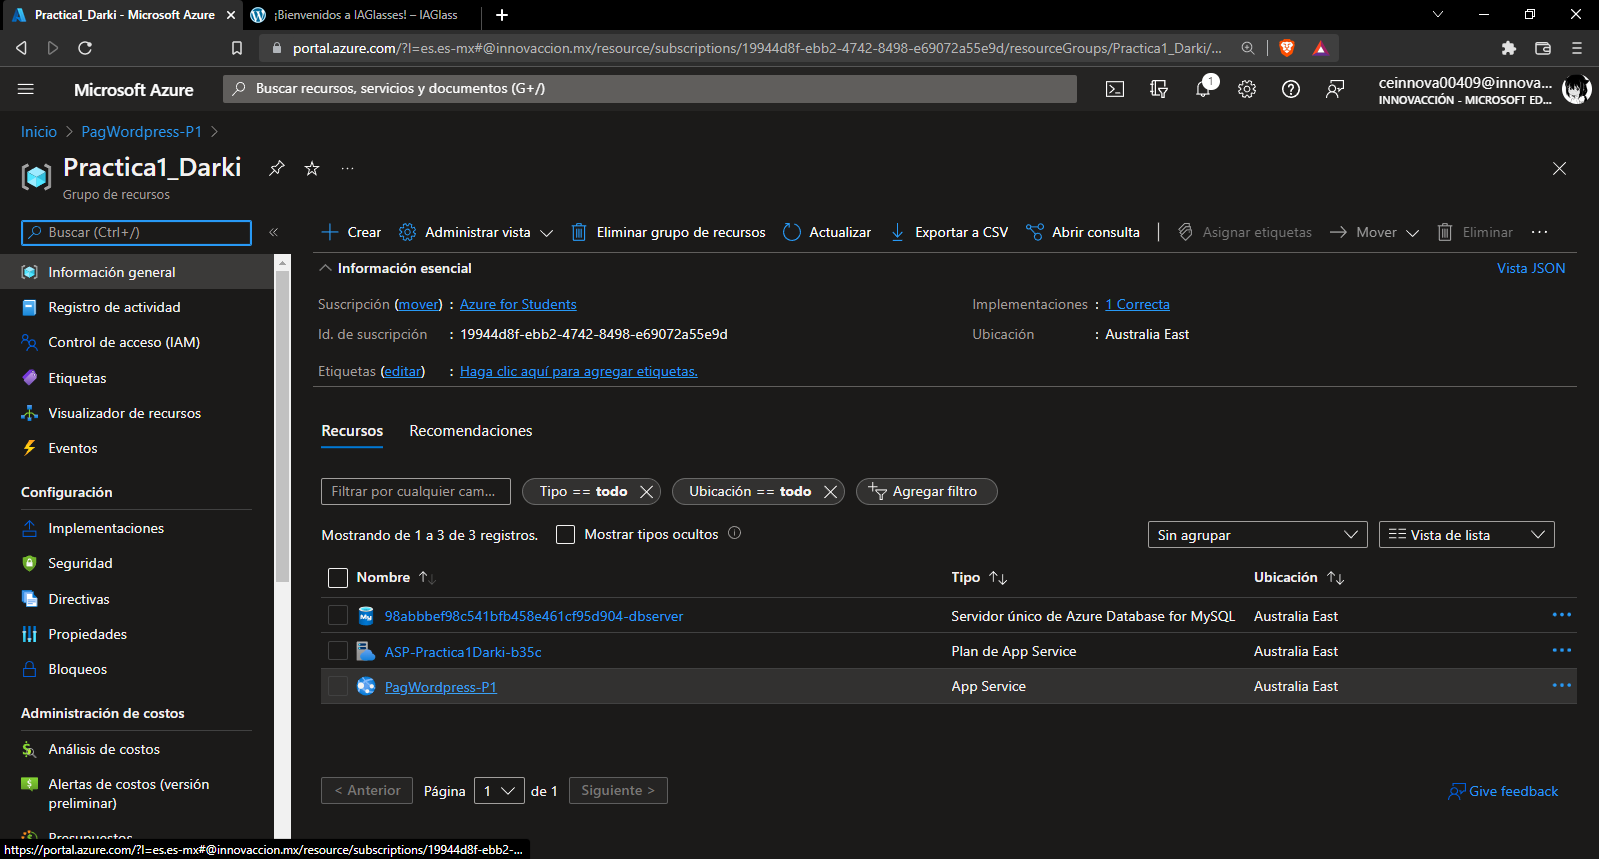 Practica1_Darki - Microsoft Azure
¡Bienvenidos a IAGlasses! – IAGlass
portal.azure.com/?l=es.es-mx#@innovaccion.mx/resource/subscriptions/19944d8f-ebb2-4742-8498-e69072a55e9d/resourceGroups/Practica1_Darki/...
Microsoft Azure
Buscar recursos, servicios y documentos (G+/)
1
ceinnova00409@innova...
INNOVACCIÓN - MICROSOFT ED...
Inicio > PagWordpress-P1 >
Practica1_Darki
Grupo de recursos
Buscar (Ctrl+/)
Crear
Administrar vista
Eliminar grupo de recursos
Actualizar
Exportar a CSV
Abrir consulta
Asignar etiquetas
Mover
Eliminar
Información general
Registro de actividad
Control de acceso (IAM)
Etiquetas
Visualizador de recursos
Eventos
Configuración
Implementaciones
Seguridad
Directivas
Propiedades
Bloqueos
Administración de costos
Análisis de costos
Alertas de costos (versión
preliminar)
Presupuestos
Información esencial
Vista JSON
Suscripción (mover) : Azure for Students
Implementaciones : 1 Correcta
Id. de suscripción : 19944d8f-ebb2-4742-8498-e69072a55e9d
Ubicación : Australia East
Etiquetas (editar) : Haga clic aquí para agregar etiquetas.
Recursos
Recomendaciones
Filtrar por cualquier cam...
Tipo == todo
Ubicación == todo
Agregar filtro
Mostrando de 1 a 3 de 3 registros.
Mostrar tipos ocultos
Sin agrupar
Vista de lista
Nombre Tipo Ubicación
98abbbef98c541bfb458e461cf95d904-dbserver Servidor único de Azure Database for MySQL Australia East
ASP-Practica1Darki-b35c Plan de App Service Australia East
PagWordpress-P1 App Service Australia East
< Anterior
Página 1 de 1
Siguiente >
Give feedback
https://portal.azure.com/?l=es.es-mx#@innovaccion.mx/resource/subscriptions/19944d8f-ebb2-...